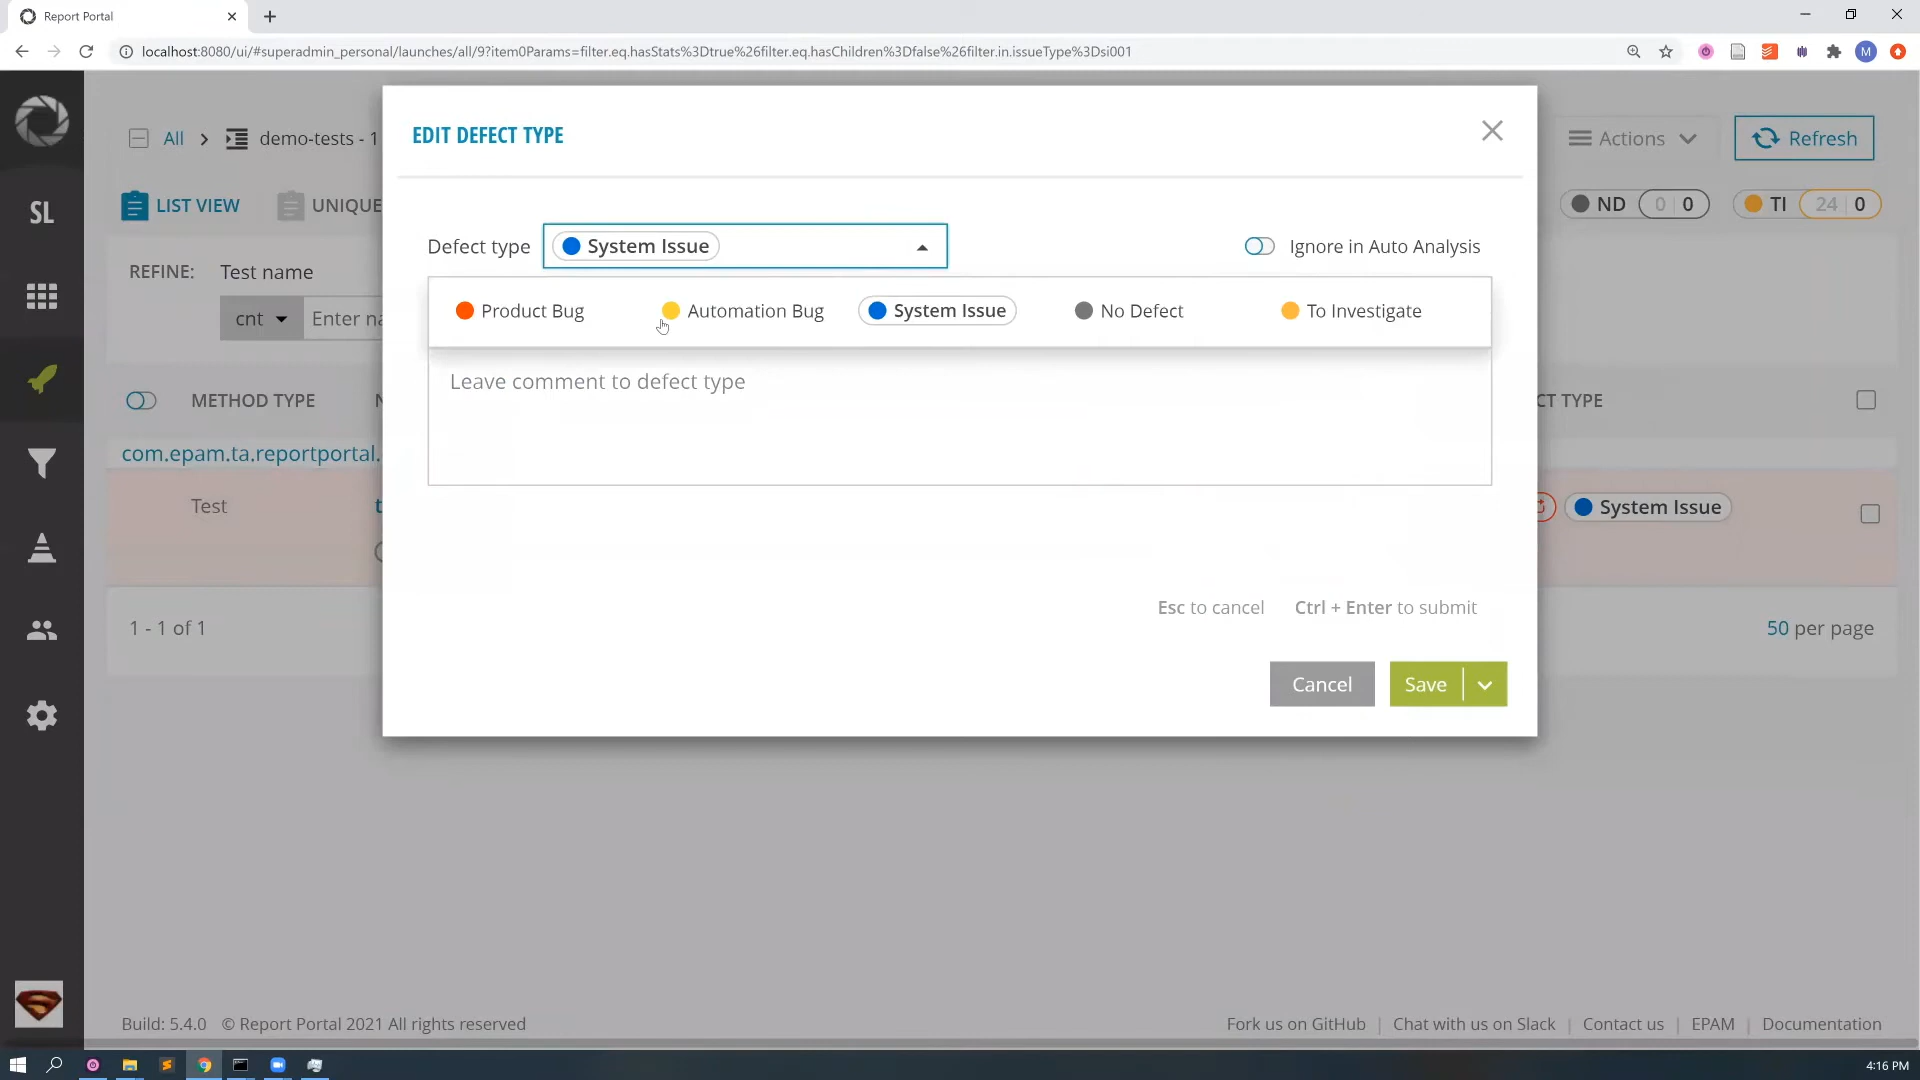 Report Portal
localhost:8080/ui/#superadmin_personal/launches/all/9?item0Params=filter.eq.hasStats%3Dtrue%26filter.eq.hasChildren%3Dfalse%26filter.in.issueType%3Dsi001
M
All
demo-tests - 1
EDIT DEFECT TYPE
Actions
Refresh
SL
LIST VIEW
UNIQUE
ND 0 0
TI 24 0
Defect type
System Issue
Ignore in Auto Analysis
REFINE:
Test name
cnt
Enter na
Product Bug
Automation Bug
System Issue
No Defect
To Investigate
Leave comment to defect type
METHOD TYPE
CT TYPE
com.epam.ta.reportportal.
Test
t
System Issue
Esc to cancel
Ctrl + Enter to submit
1 - 1 of 1
50 per page
Cancel
Save
Build: 5.4.0 © Report Portal 2021 All rights reserved
Fork us on GitHub
Chat with us on Slack
Contact us
EPAM
Documentation
4:16 PM